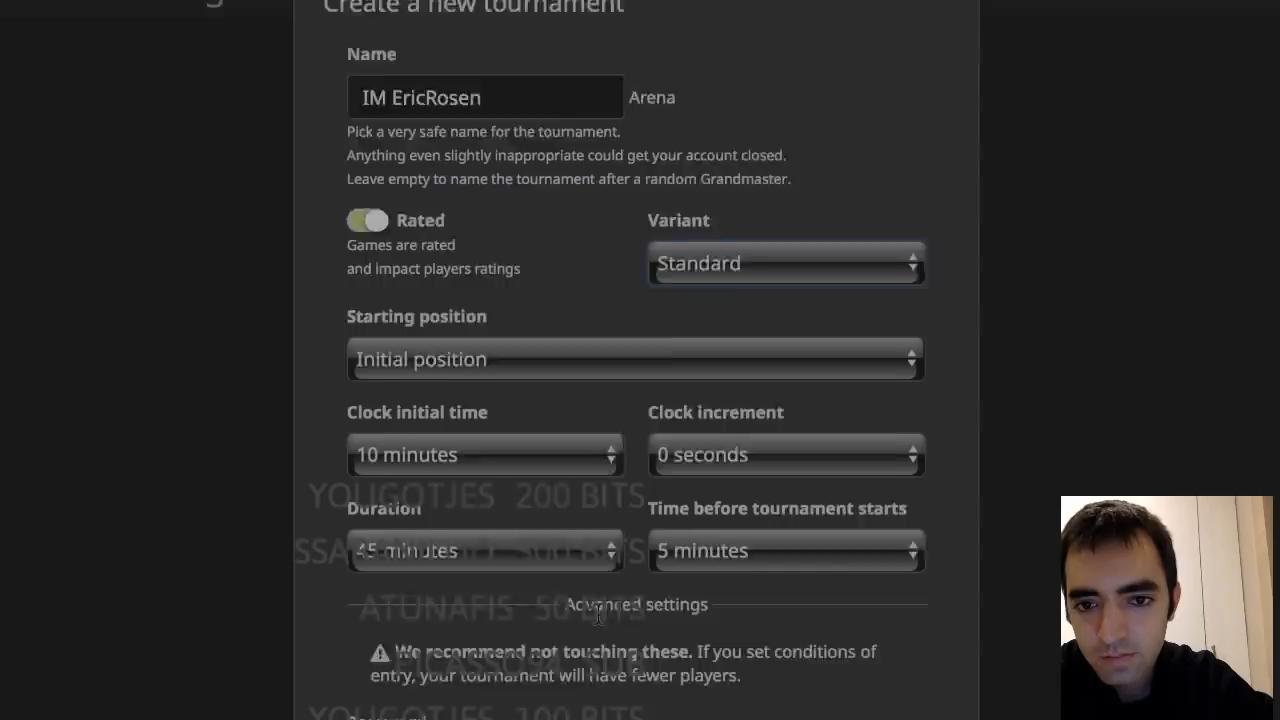 Create a new tournament
Name
IM EricRosen
Arena
Pick a very safe name for the tournament.
Anything even slightly inappropriate could get your account closed.
Leave empty to name the tournament after a random Grandmaster.
Rated
Variant
Games are rated
and impact players ratings
Standard
Starting position
Initial position
Clock initial time
Clock increment
10 minutes
0 seconds
YOUGOTJES 200 BITS
Duration
Time before tournament starts
45 minutes
5 minutes
Advanced settings
ATUNAFIS 50 BITS
We recommend not touching these. If you set conditions of
entry, your tournament will have fewer players.
YOUGOTJES 100 BITS